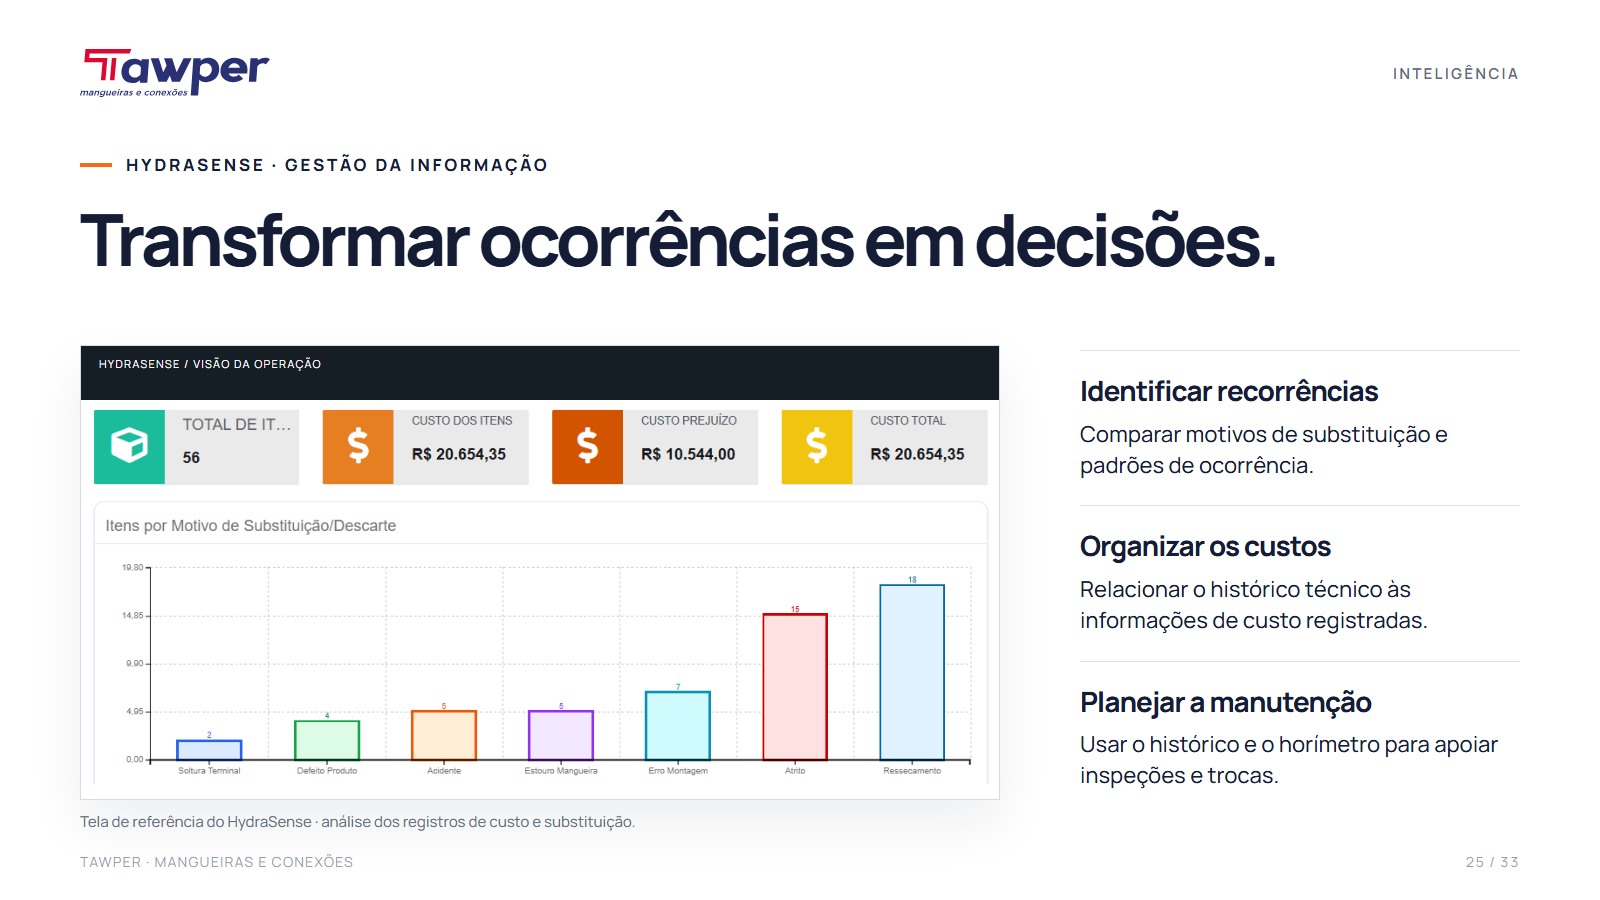 Tawper
mangueiras e conexões
INTELIGÊNCIA
HYDRASENSE · GESTÃO DA INFORMAÇÃO
Transformar ocorrências em decisões.
HYDRASENSE / VISÃO DA OPERAÇÃO
TOTAL DE IT...
56
CUSTO DOS ITENS
R$ 20.654,35
CUSTO PREJUÍZO
R$ 10.544,00
CUSTO TOTAL
R$ 20.654,35
Itens por Motivo de Substituição/Descarte
19,80
14,85
9,90
4,95
0,00
2
4
5
5
7
15
18
Soltura Terminal
Defeito Produto
Acidente
Estouro Mangueira
Erro Montagem
Atrito
Ressecamento
Tela de referência do HydraSense · análise dos registros de custo e substituição.
Identificar recorrências
Comparar motivos de substituição e
padrões de ocorrência.
Organizar os custos
Relacionar o histórico técnico às
informações de custo registradas.
Planejar a manutenção
Usar o histórico e o horímetro para apoiar
inspeções e trocas.
TAWPER · MANGUEIRAS E CONEXÕES
25 / 33